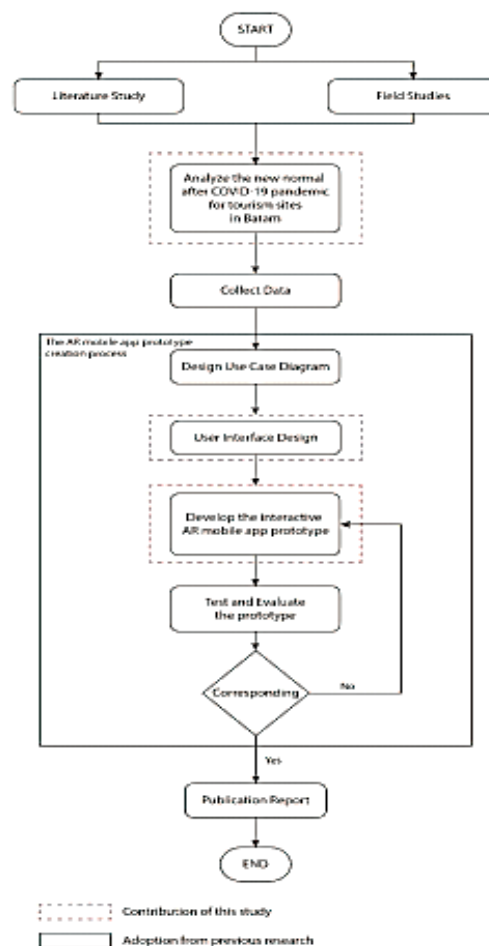 START
Literature Study
Field Studies
Analyze the new normal
after COVID-19 pandemic
for tourism sites
in Batam
Collect Data
The AR mobile app prototype
creation process
Design Use Case Diagram
User Interface Design
Develop the interactive
AR mobile app prototype
Test and Evaluate
the prototype
Corresponding
No
Yes
Publication Report
END
Contribution of this study
Adoption from previous research